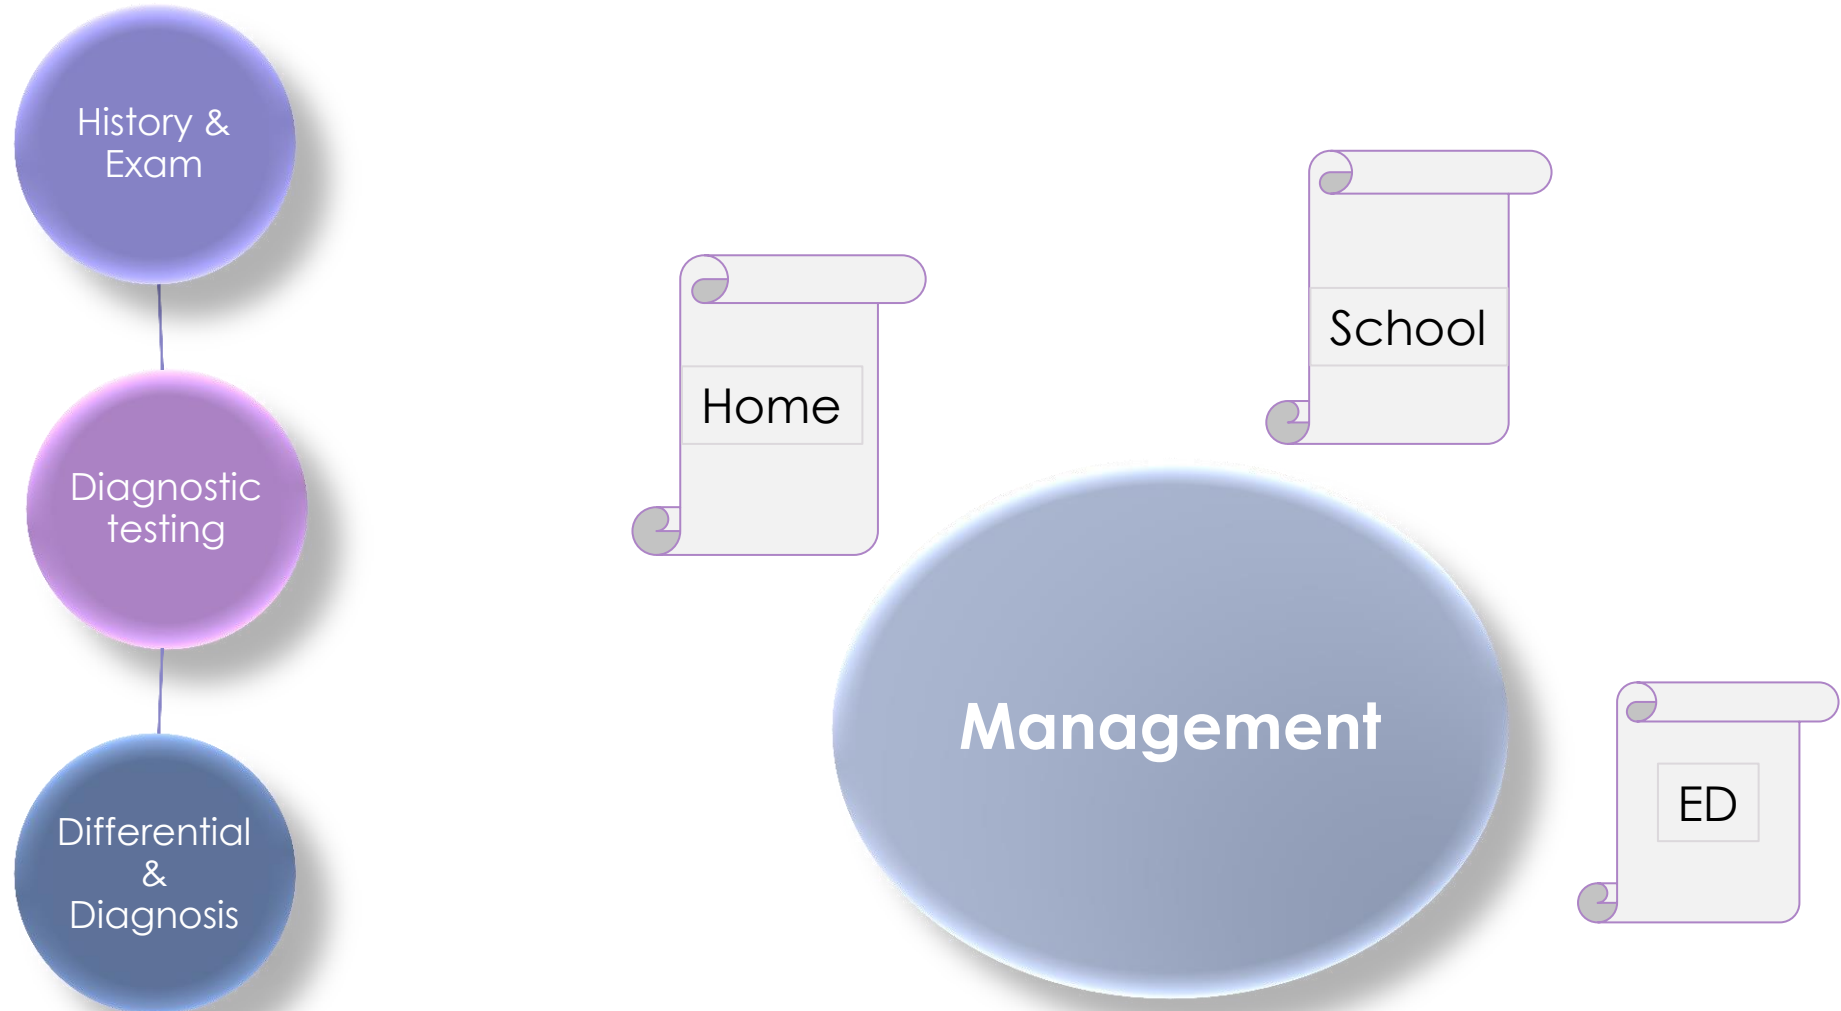 History &
Exam
Diagnostic
testing
Differential
&
Diagnosis
Home
School
Management
ED